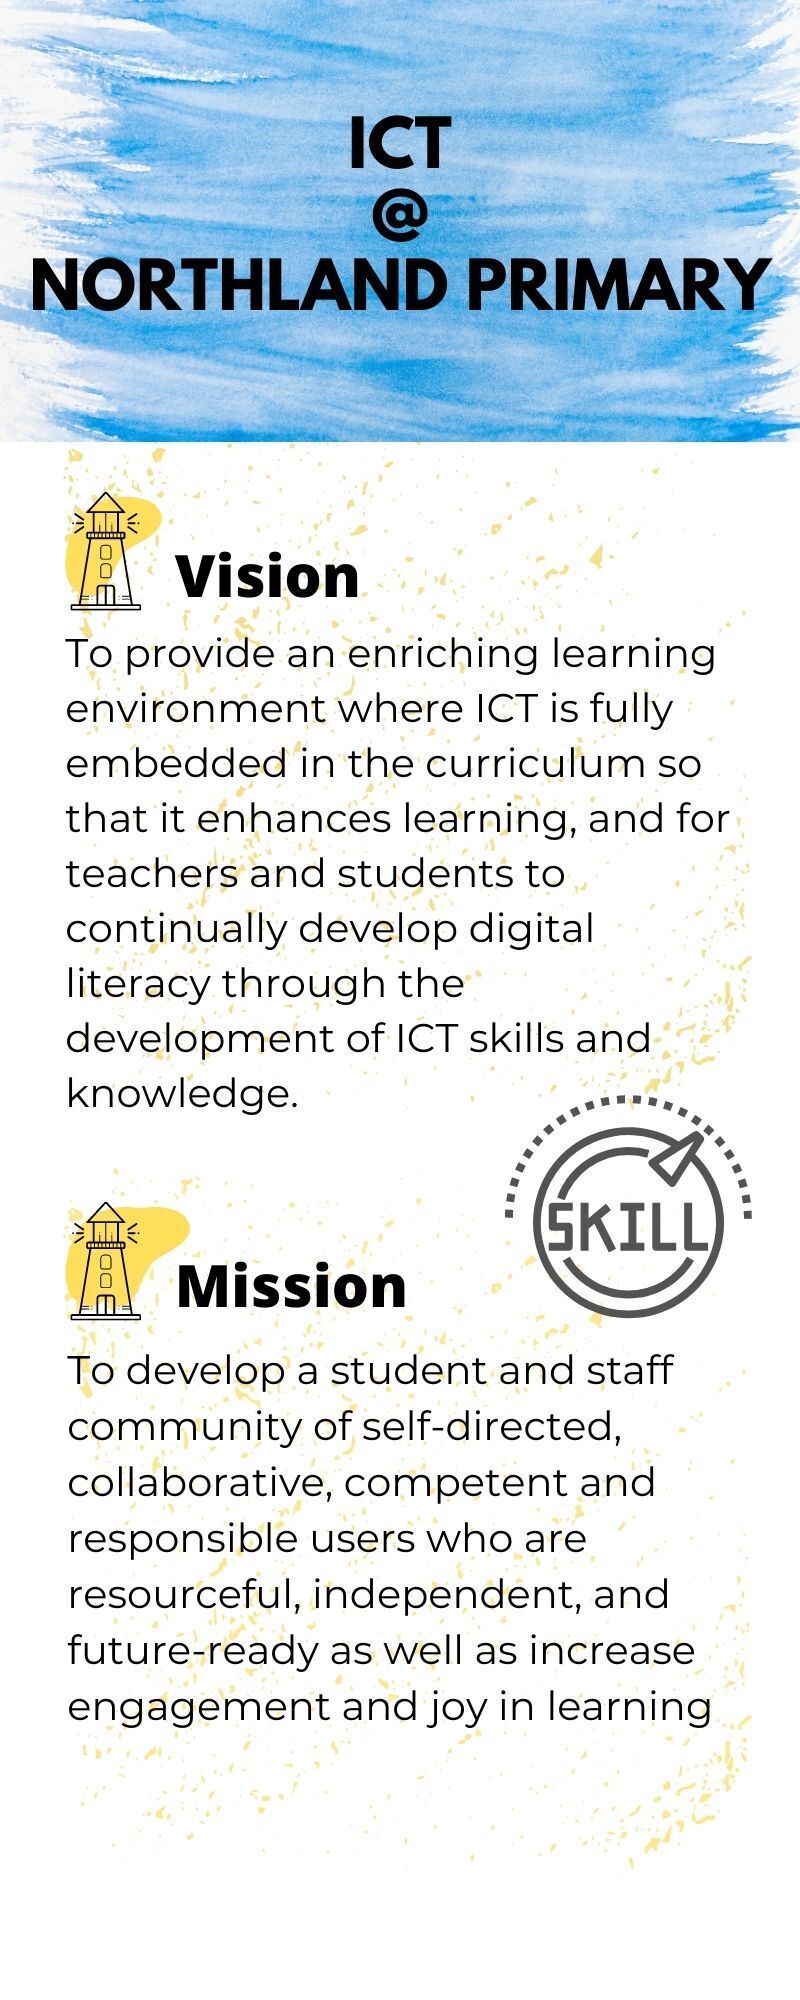 ICT
@
NORTHLAND PRIMARY
Vision
To provide an enriching learning
environment where ICT is fully
embedded in the curriculum so
that it enhances learning, and for
teachers and students to
continually develop digital
literacy through the
development of ICT skills and
knowledge.
SKILL
Mission
To develop a student and staff
community of self-directed,
collaborative, competent and
responsible users who are
resourceful, independent, and
future-ready as well as increase
engagement and joy in learning